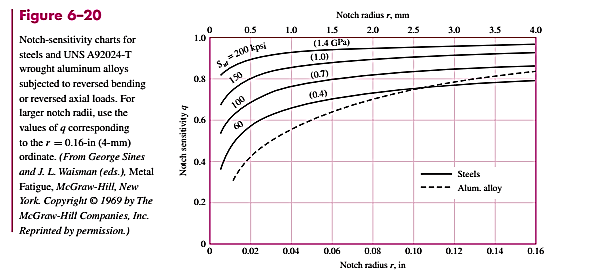 Figure 6–20
Notch-sensitivity charts for
steels and UNS A92024-T
wrought aluminum alloys
subjected to reversed bending
or reversed axial loads. For
larger notch radii, use the
values of q corresponding
to the r = 0.16-in (4-mm)
ordinate. (From George Sines
and J. L. Waisman (eds.), Metal
Fatigue, McGraw-Hill, New
York. Copyright © 1969 by The
McGraw-Hill Companies, Inc.
Reprinted by permission.)
Notch radius r, mm
0 0.5 1.0 1.5 2.0 2.5 3.0 3.5 4.0
1.0
0.8
0.6
0.4
0.2
0
Notch sensitivity q
Sut = 200 kpsi
(1.4 GPa)
150
(1.0)
100
(0.7)
60
(0.4)
Steels
Alum. alloy
0 0.02 0.04 0.06 0.08 0.10 0.12 0.14 0.16
Notch radius r, in